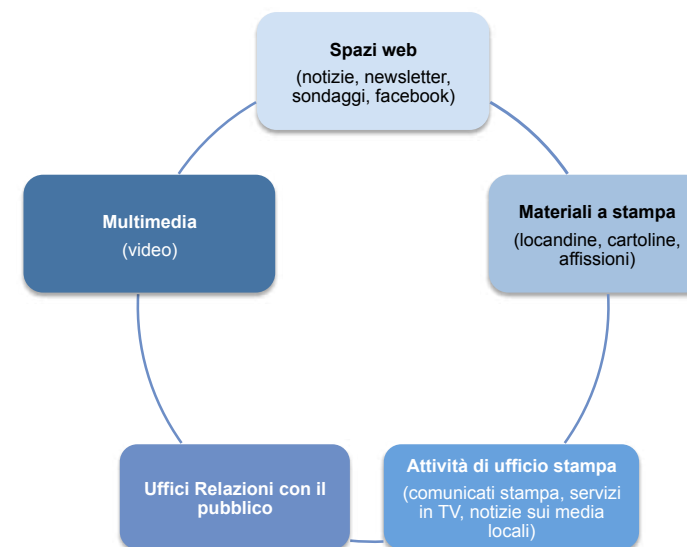 Spazi web
(notizie, newsletter,
sondaggi, facebook)
Materiali a stampa
(locandine, cartoline,
affissioni)
Attività di ufficio stampa
(comunicati stampa, servizi
in TV, notizie sui media
locali)
Uffici Relazioni con il
pubblico
Multimedia
(video)